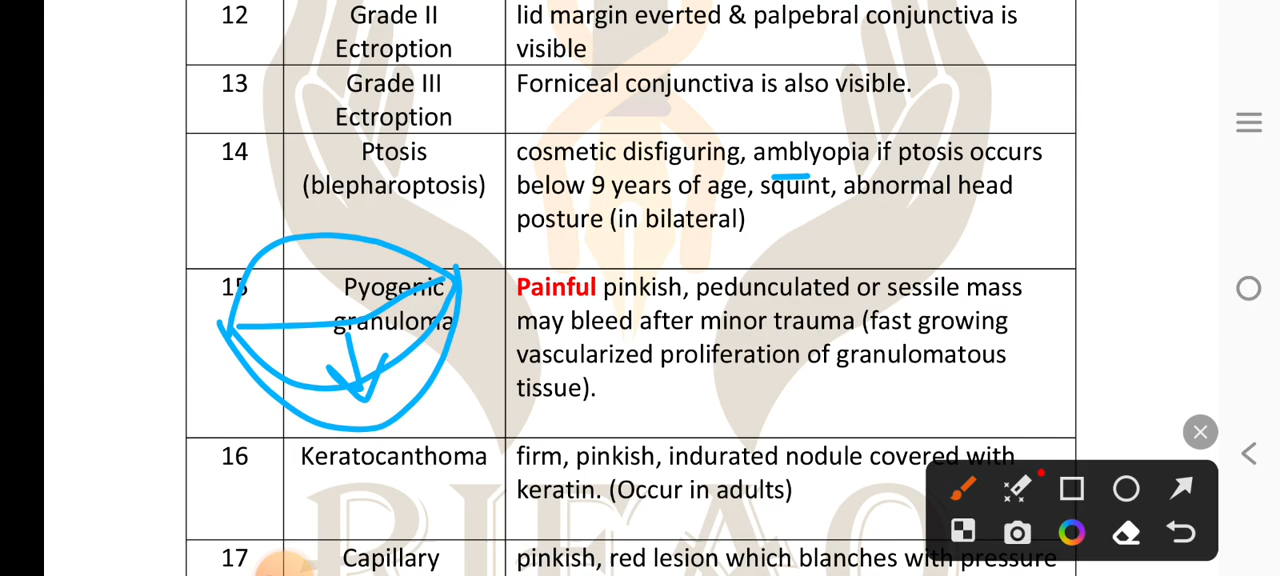 12 Grade II lid margin everted & palpebral conjunctiva is
Ectroption visible
13 Grade III Forniceal conjunctiva is also visible.
Ectroption
14 Ptosis cosmetic disfiguring, amblyopia if ptosis occurs
(blepharoptosis) below 9 years of age, squint, abnormal head
posture (in bilateral)
15 Pyogenic Painful pinkish, pedunculated or sessile mass
granuloma may bleed after minor trauma (fast growing
vascularized proliferation of granulomatous
tissue).
16 Keratocanthoma firm, pinkish, indurated nodule covered with
keratin. (Occur in adults)
17 Capillary pinkish, red lesion which blanches with pressure